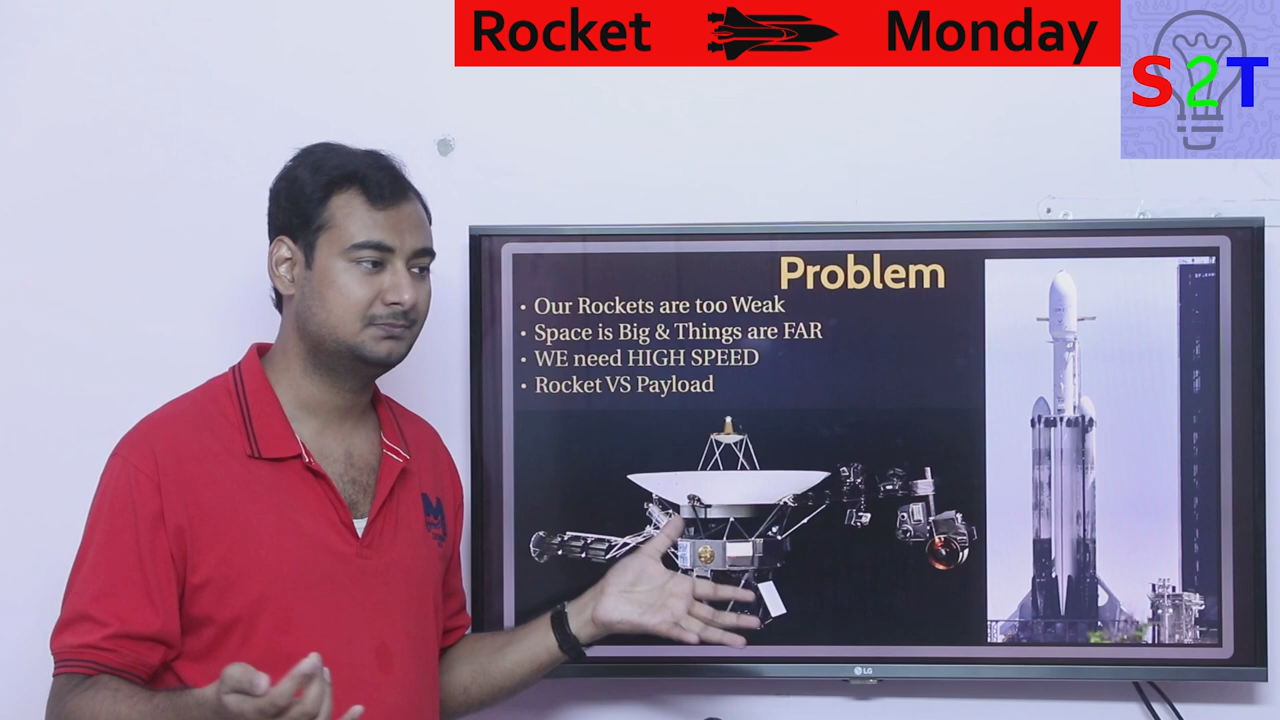 Rocket Monday
S2T
Problem
• Our Rockets are too Weak
• Space is Big & Things are FAR
• WE need HIGH SPEED
• Rocket VS Payload
M
LG